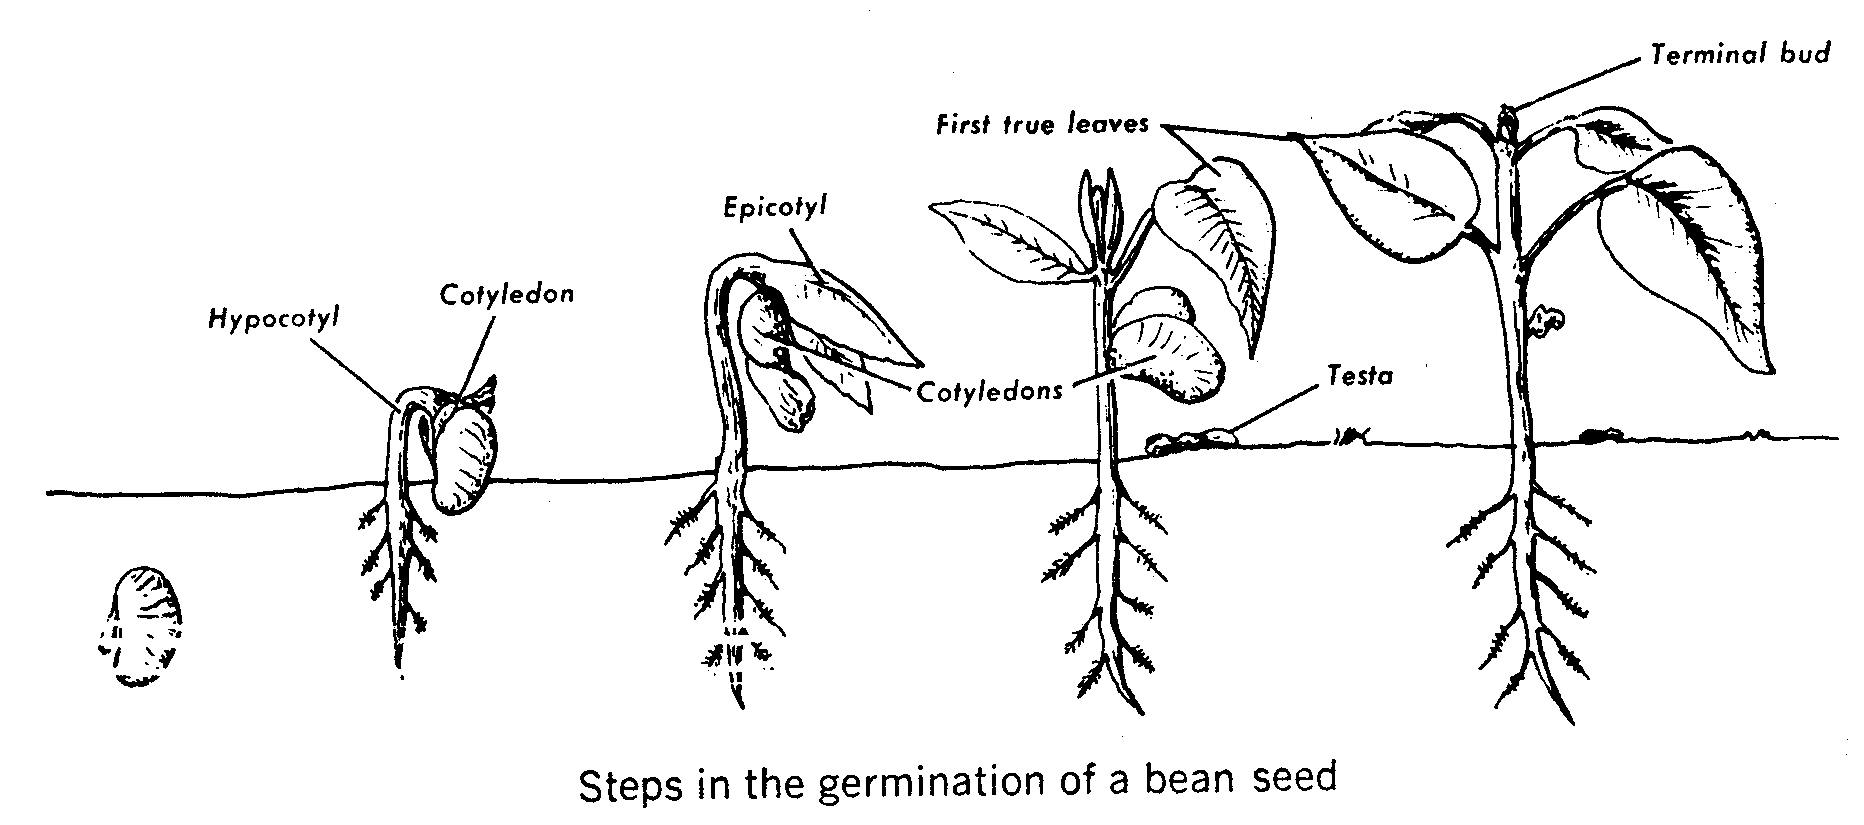 Terminal bud
First true leaves
Epicotyl
Cotyledon
Hypocotyl
Cotyledons
Testa
Steps in the germination of a bean seed